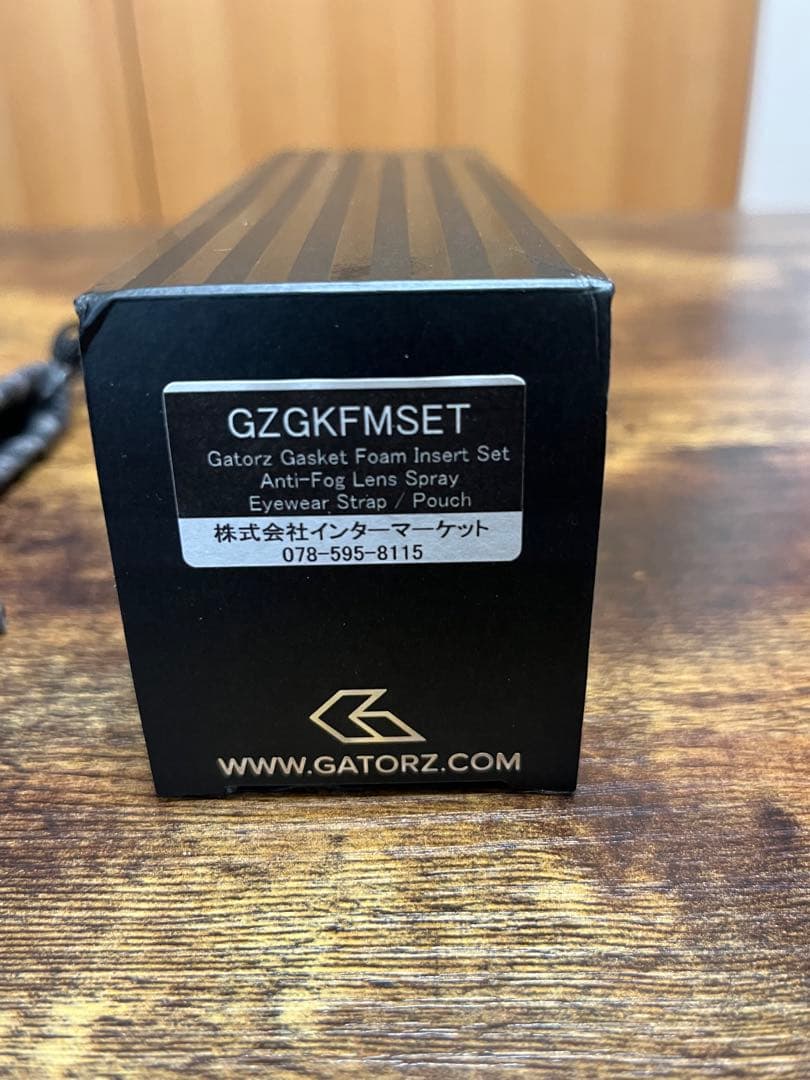 GZGKFMSET
Gatorz Gasket Foam Insert Set
Anti-Fog Lens Spray
Eyewear Strap / Pouch
株式会社インターマーケット
078-595-8115
WWW.GATORZ.COM